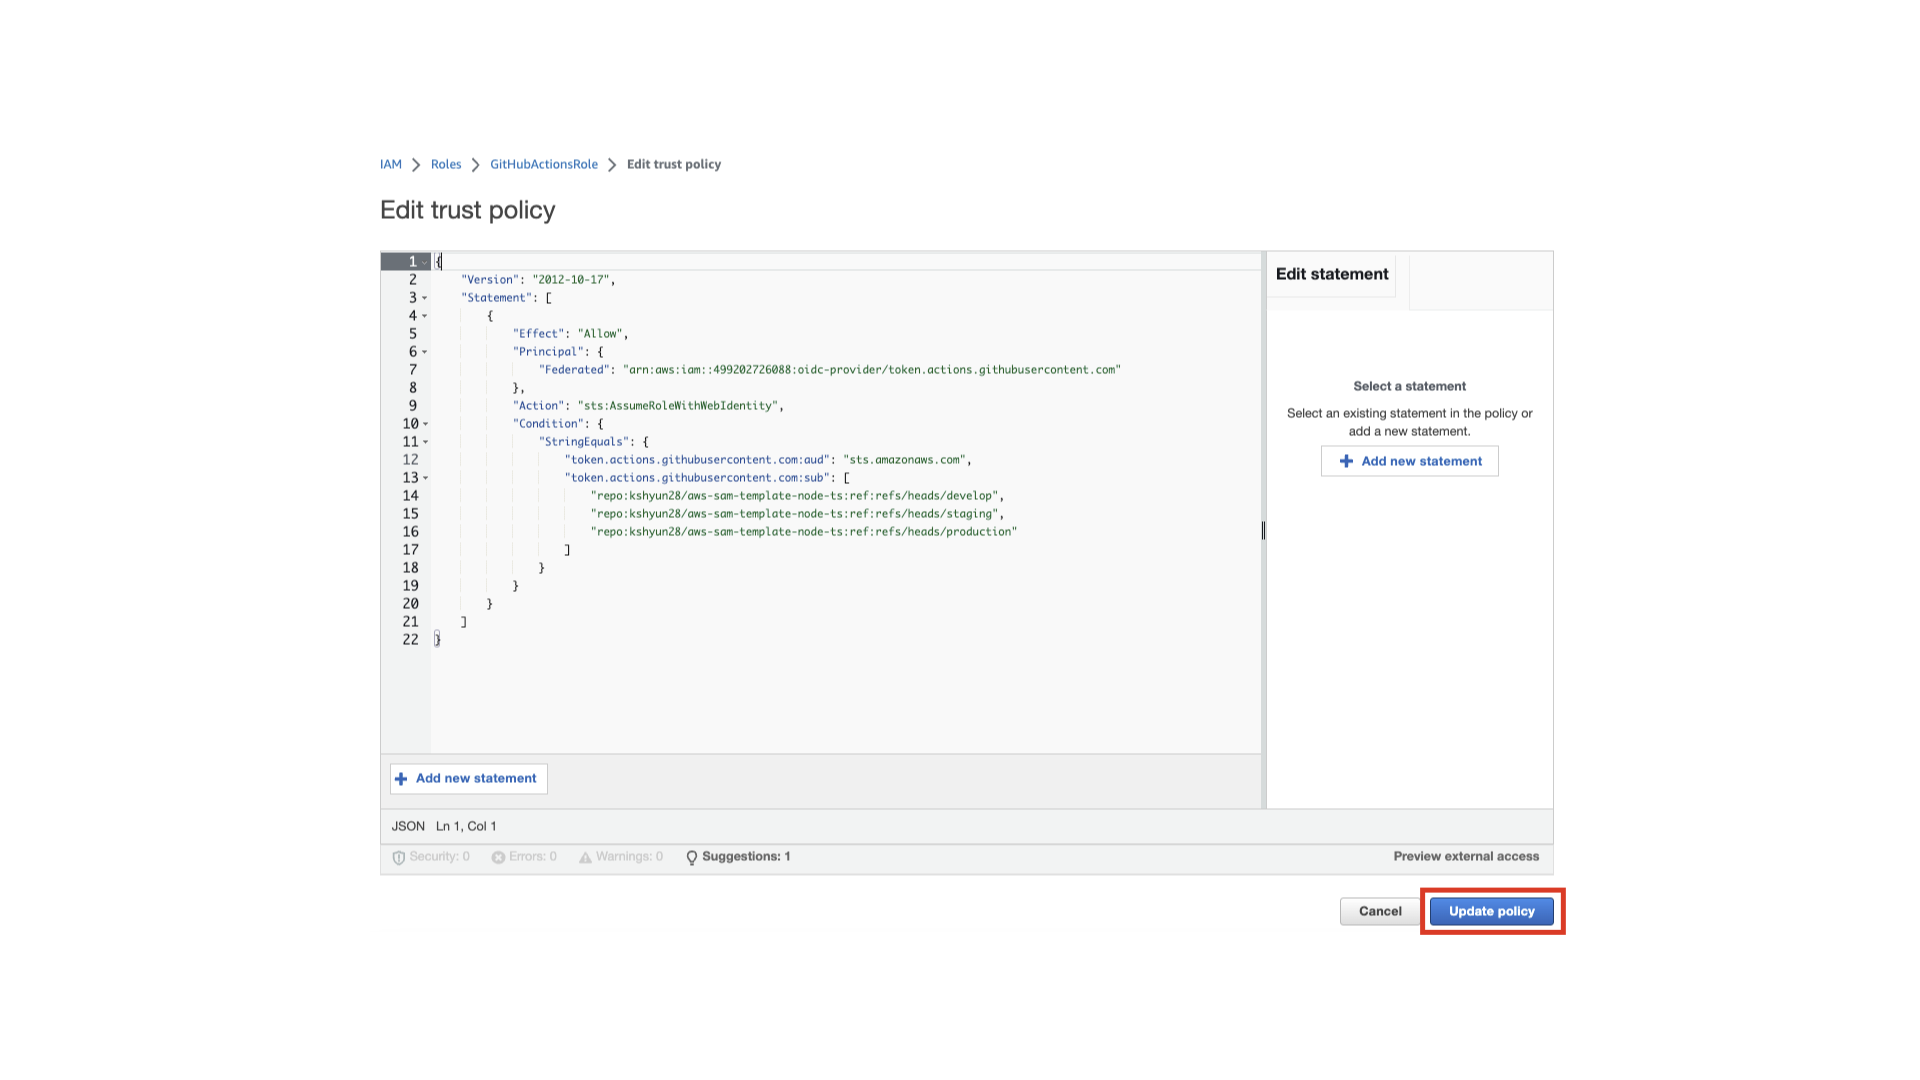 IAM > Roles > GitHubActionsRole > Edit trust policy
Edit trust policy
1 {
2 "Version": "2012-10-17",
3 "Statement": [
4 {
5 "Effect": "Allow",
6 "Principal": {
7 "Federated": "arn:aws:iam::499202726088:oidc-provider/token.actions.githubusercontent.com"
8 },
9 "Action": "sts:AssumeRoleWithWebIdentity",
10 "Condition": {
11 "StringEquals": {
12 "token.actions.githubusercontent.com:aud": "sts.amazonaws.com",
13 "token.actions.githubusercontent.com:sub": [
14 "repo:kshyun28/aws-sam-template-node-ts:ref:refs/heads/develop",
15 "repo:kshyun28/aws-sam-template-node-ts:ref:refs/heads/staging",
16 "repo:kshyun28/aws-sam-template-node-ts:ref:refs/heads/production"
17 ]
18 }
19 }
20 }
21 ]
22 }
+ Add new statement
JSON Ln 1, Col 1
Security: 0 Errors: 0 Warnings: 0 Suggestions: 1
Edit statement
Select a statement
Select an existing statement in the policy or
add a new statement.
+ Add new statement
Preview external access
Cancel Update policy